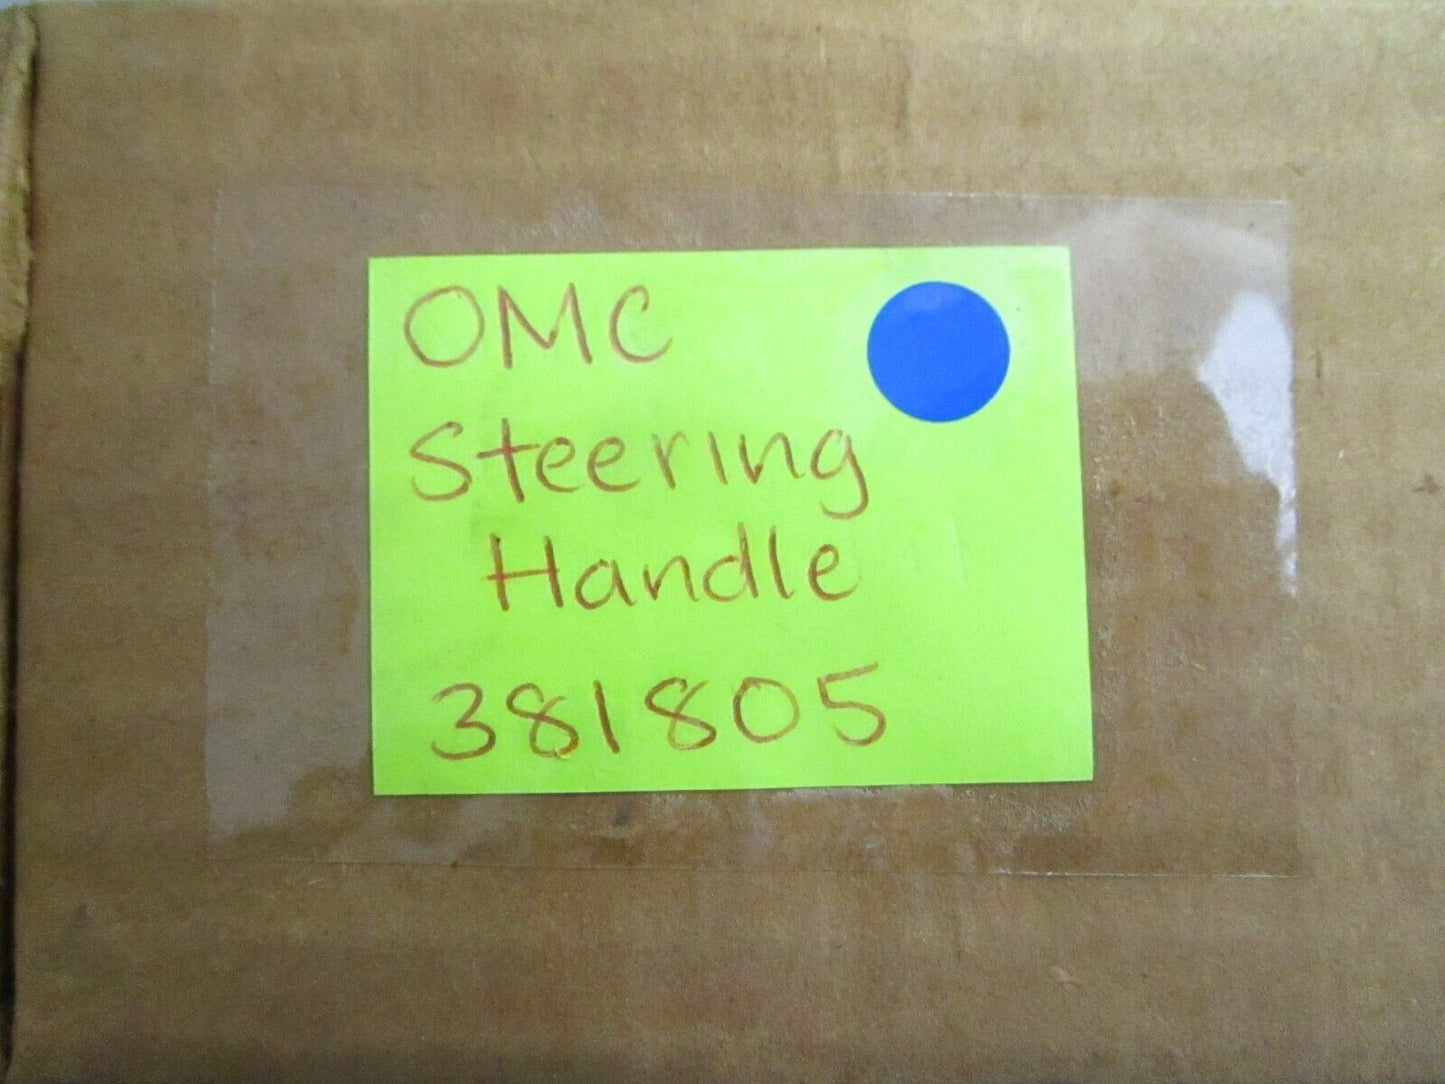 OMC
Steering
Handle
381805